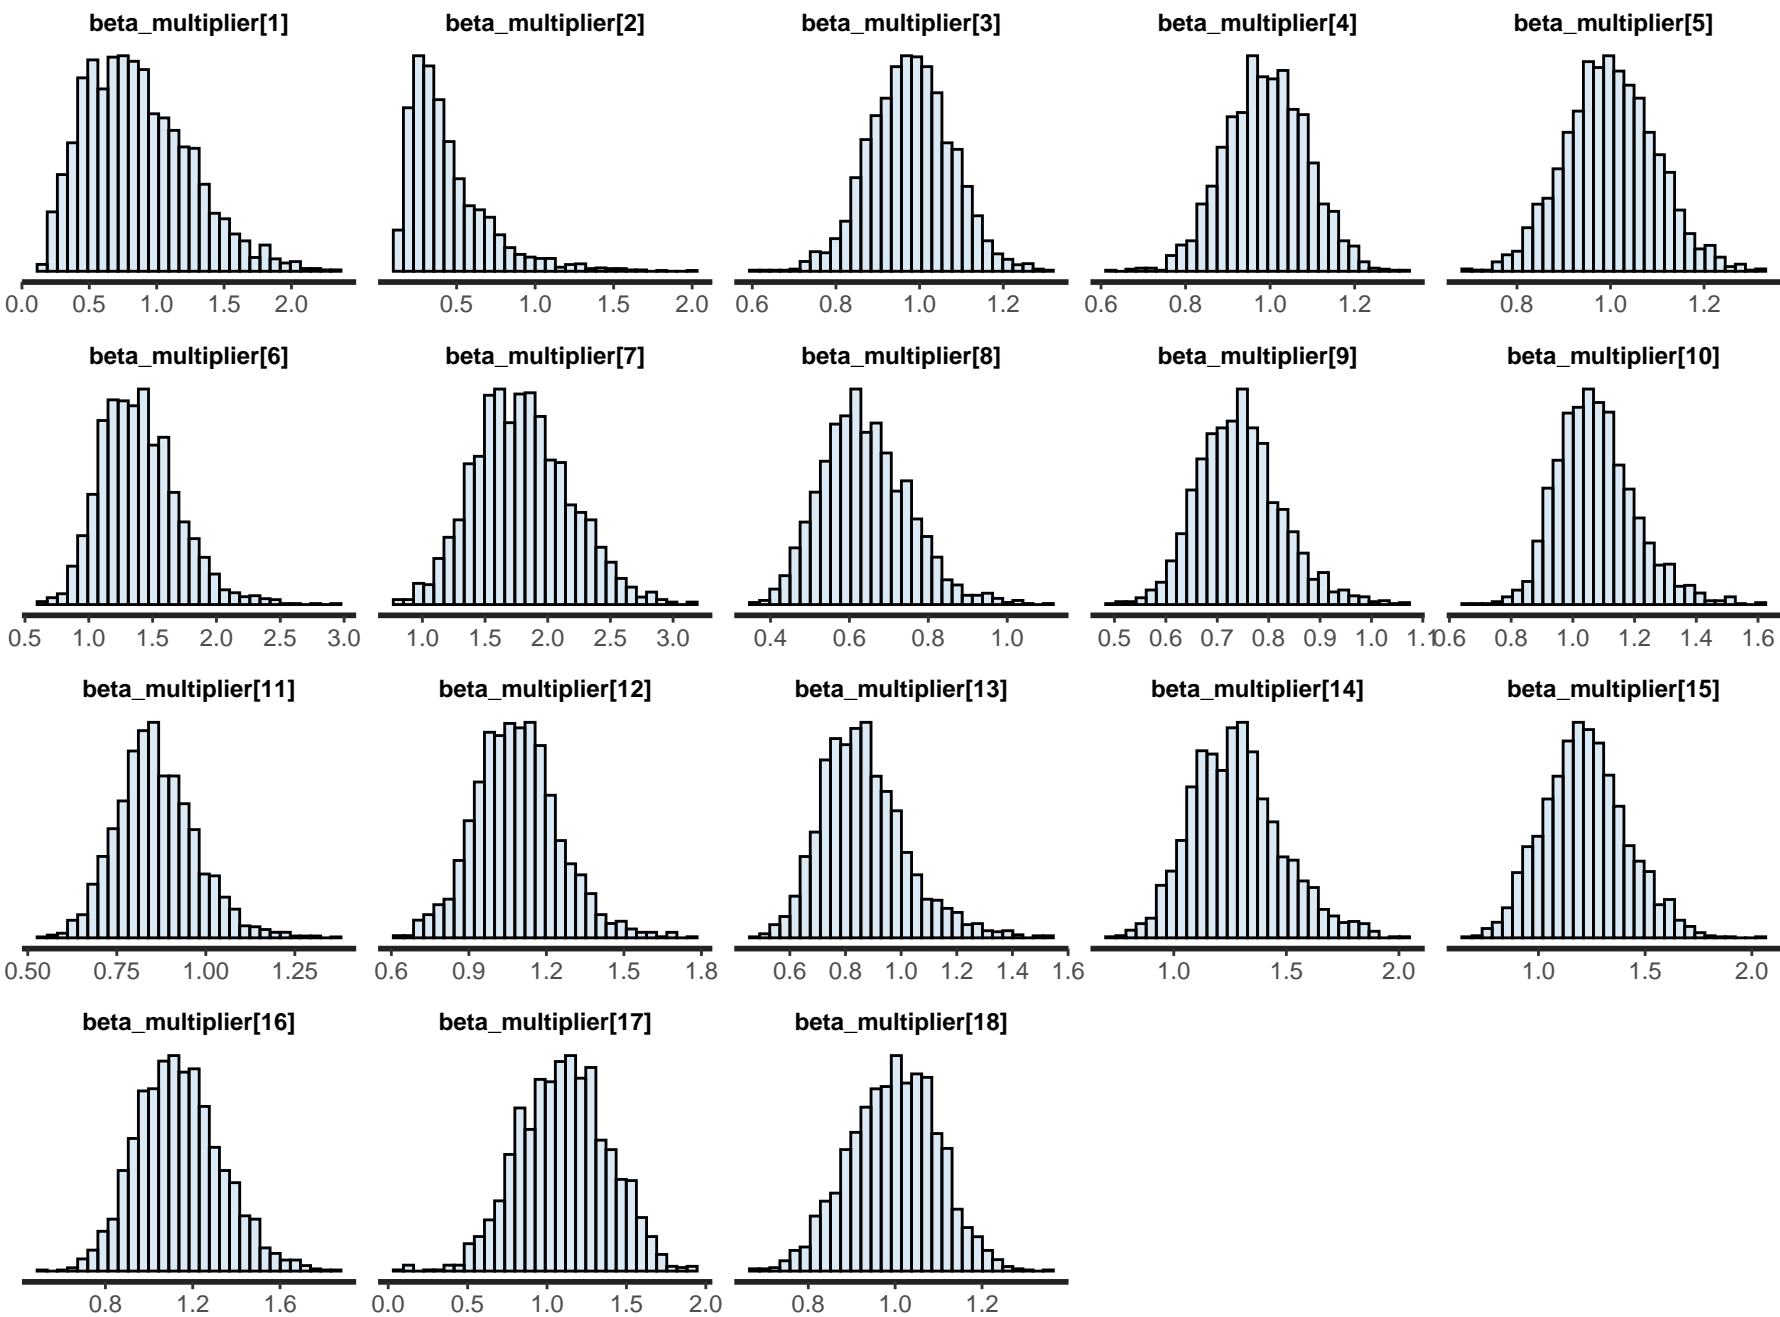 beta_multiplier[1] beta_multiplier[2] beta_multiplier[3] beta_multiplier[4] beta_multiplier[5]
0.0 0.5 1.0 1.5 2.0 0.5 1.0 1.5 2.0 0.6 0.8 1.0 1.2 0.6 0.8 1.0 1.2 0.8 1.0 1.2
beta_multiplier[6] beta_multiplier[7] beta_multiplier[8] beta_multiplier[9] beta_multiplier[10]
0.5 1.0 1.5 2.0 2.5 3.0 1.0 1.5 2.0 2.5 3.0 0.4 0.6 0.8 1.0 0.5 0.6 0.7 0.8 0.9 1.0 1.1 0.6 0.8 1.0 1.2 1.4 1.6
beta_multiplier[11] beta_multiplier[12] beta_multiplier[13] beta_multiplier[14] beta_multiplier[15]
0.50 0.75 1.00 1.25 0.6 0.9 1.2 1.5 1.8 0.6 0.8 1.0 1.2 1.4 1.6 1.0 1.5 2.0 1.0 1.5 2.0
beta_multiplier[16] beta_multiplier[17] beta_multiplier[18]
0.8 1.2 1.6 0.0 0.5 1.0 1.5 2.0 0.8 1.0 1.2